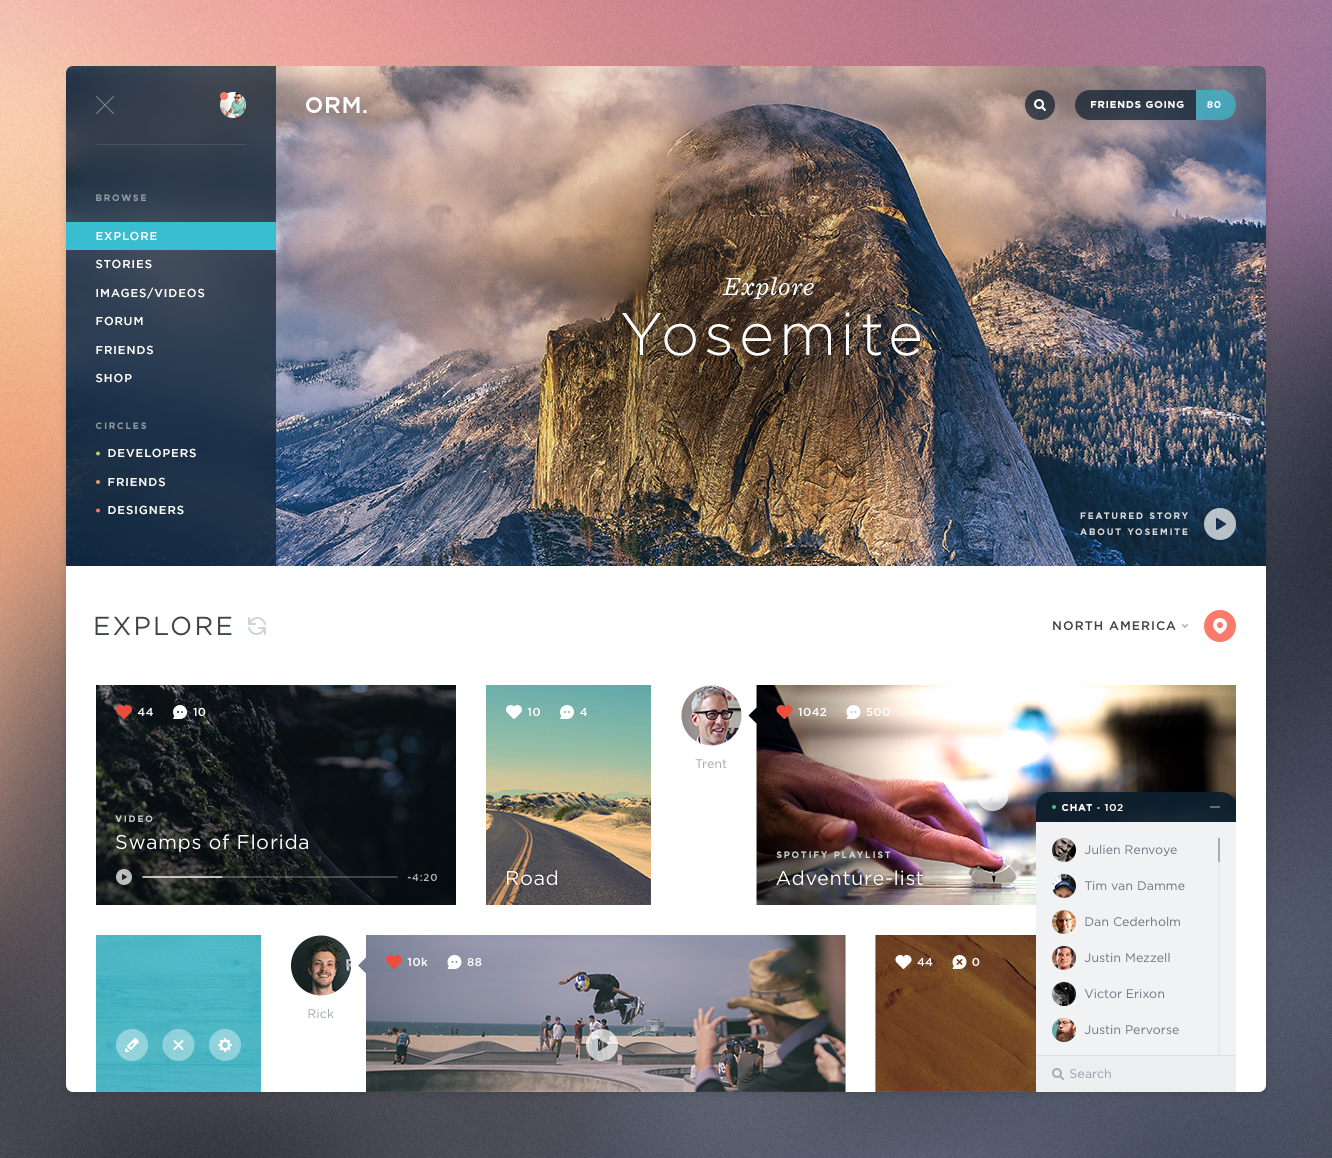 ORM.
FRIENDS GOING 80
BROWSE
EXPLORE
STORIES
IMAGES/VIDEOS
FORUM
FRIENDS
SHOP
CIRCLES
DEVELOPERS
FRIENDS
DESIGNERS
Explore
Yosemite
FEATURED STORY
ABOUT YOSEMITE
EXPLORE
NORTH AMERICA
44 10
VIDEO
Swamps of Florida
-4:20
10 4
Road
Trent
1042 500
SPOTIFY PLAYLIST
Adventure-list
Rick
10k 88
44 0
CHAT - 102
Julien Renvoye
Tim van Damme
Dan Cederholm
Justin Mezzell
Victor Erixon
Justin Pervorse
Search